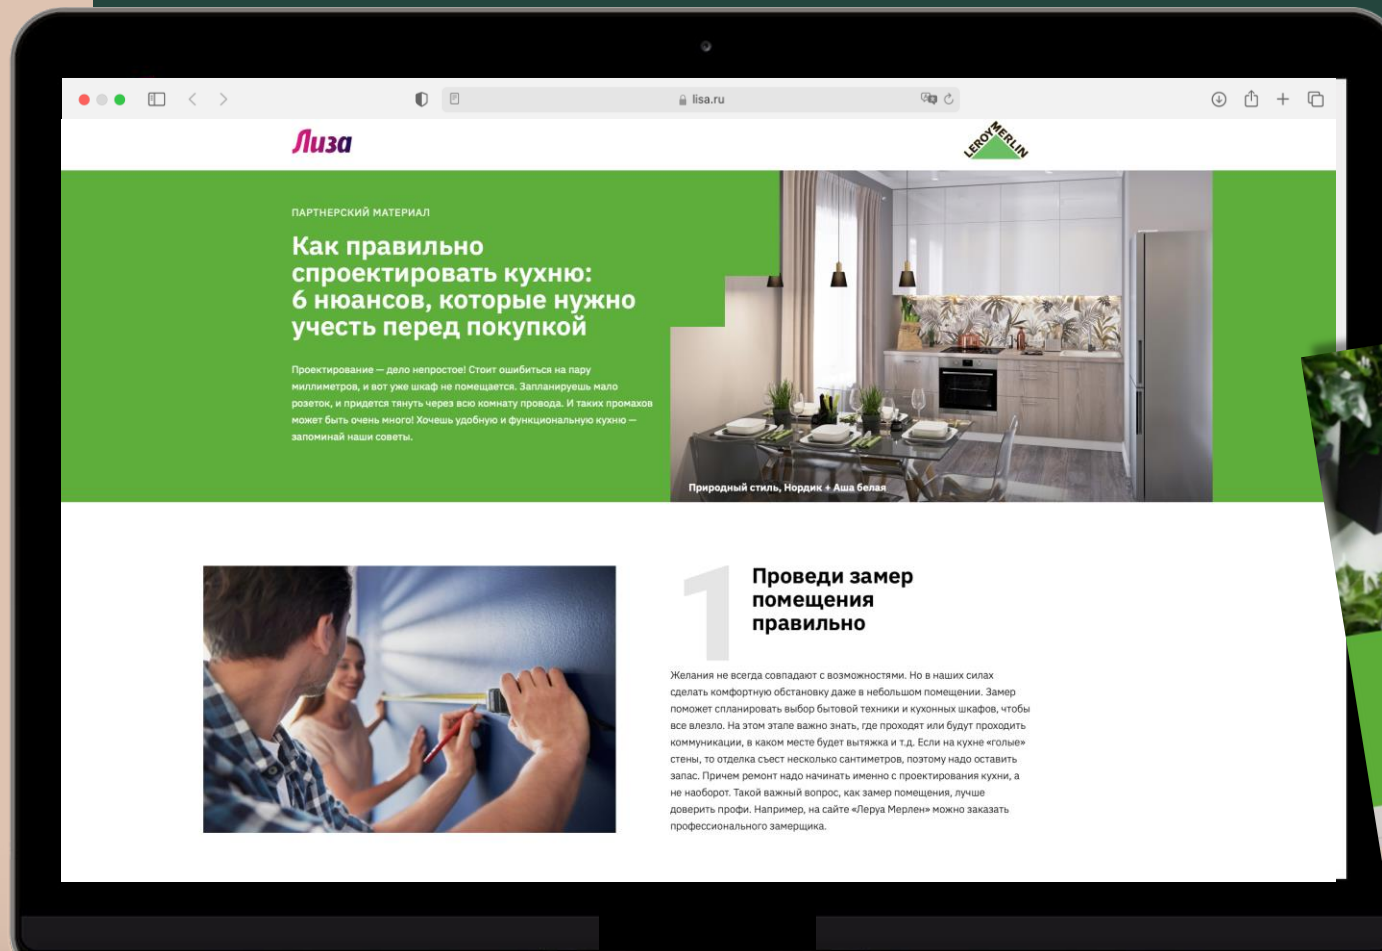 lisa.ru
Лиза
LEROY MERLIN
ПАРТНЕРСКИЙ МАТЕРИАЛ
Как правильно
спроектировать кухню:
6 нюансов, которые нужно
учесть перед покупкой
Проектирование — дело непростое! Стоит ошибиться на пару
миллиметров, и вот уже шкаф не помещается. Запланируешь мало
розеток, и придется тянуть через всю комнату провода. И таких промахов
может быть очень много! Хочешь удобную и функциональную кухню —
запоминай наши советы.
Природный стиль, Нордик + Аша белая
1
Проведи замер
помещения
правильно
Желания не всегда совпадают с возможностями. Но в наших силах
сделать комфортную обстановку даже в небольшом помещении. Замер
поможет спланировать выбор бытовой техники и кухонных шкафов, чтобы
все влезло. На этом этапе важно знать, где проходят или будут проходить
коммуникации, в каком месте будет вытяжка и т.д. Если на кухне «голые»
стены, то отделка съест несколько сантиметров, поэтому надо оставить
запас. Причем ремонт надо начинать именно с проектирования кухни, а
не наоборот. Такой важный вопрос, как замер помещения, лучше
доверить профи. Например, на сайте «Леруа Мерлен» можно заказать
профессионального замерщика.